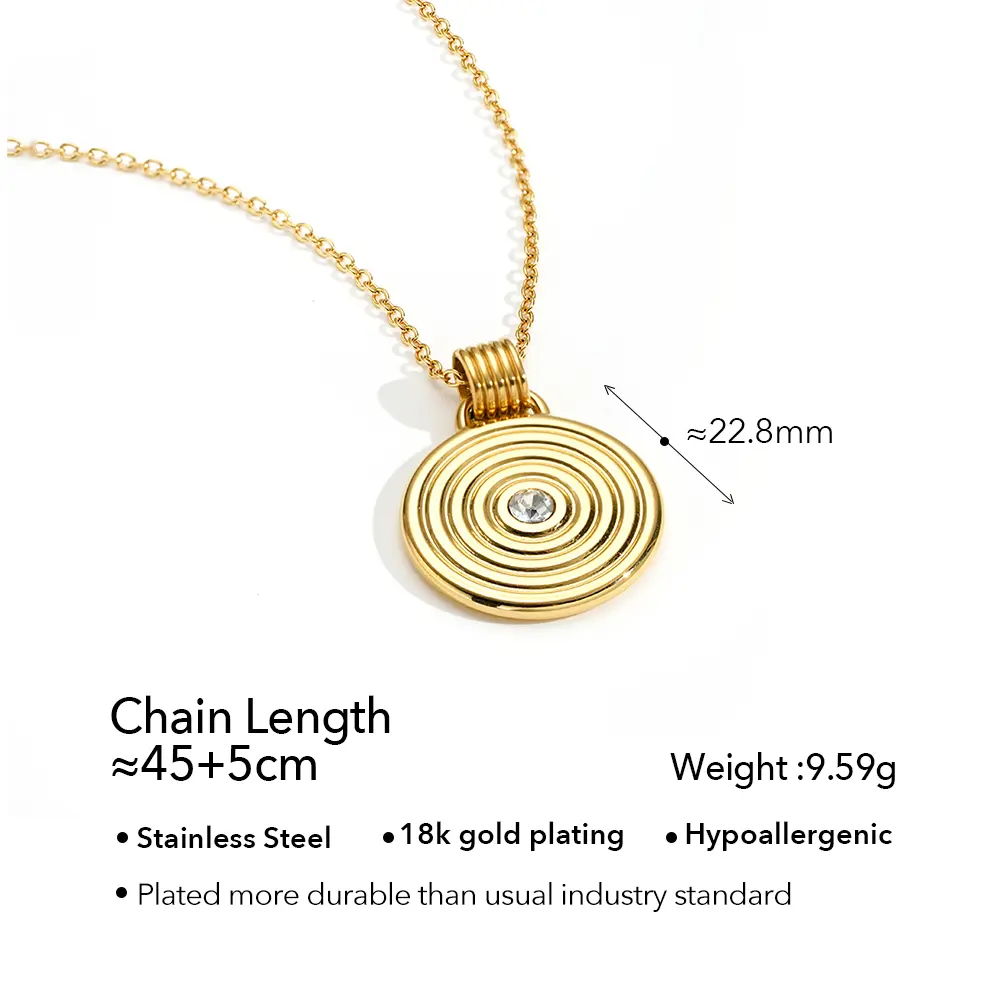 ≈22.8mm
Chain Length
≈45+5cm
Weight :9.59g
• Stainless Steel
•18k gold plating
• Hypoallergenic
• Plated more durable than usual industry standard